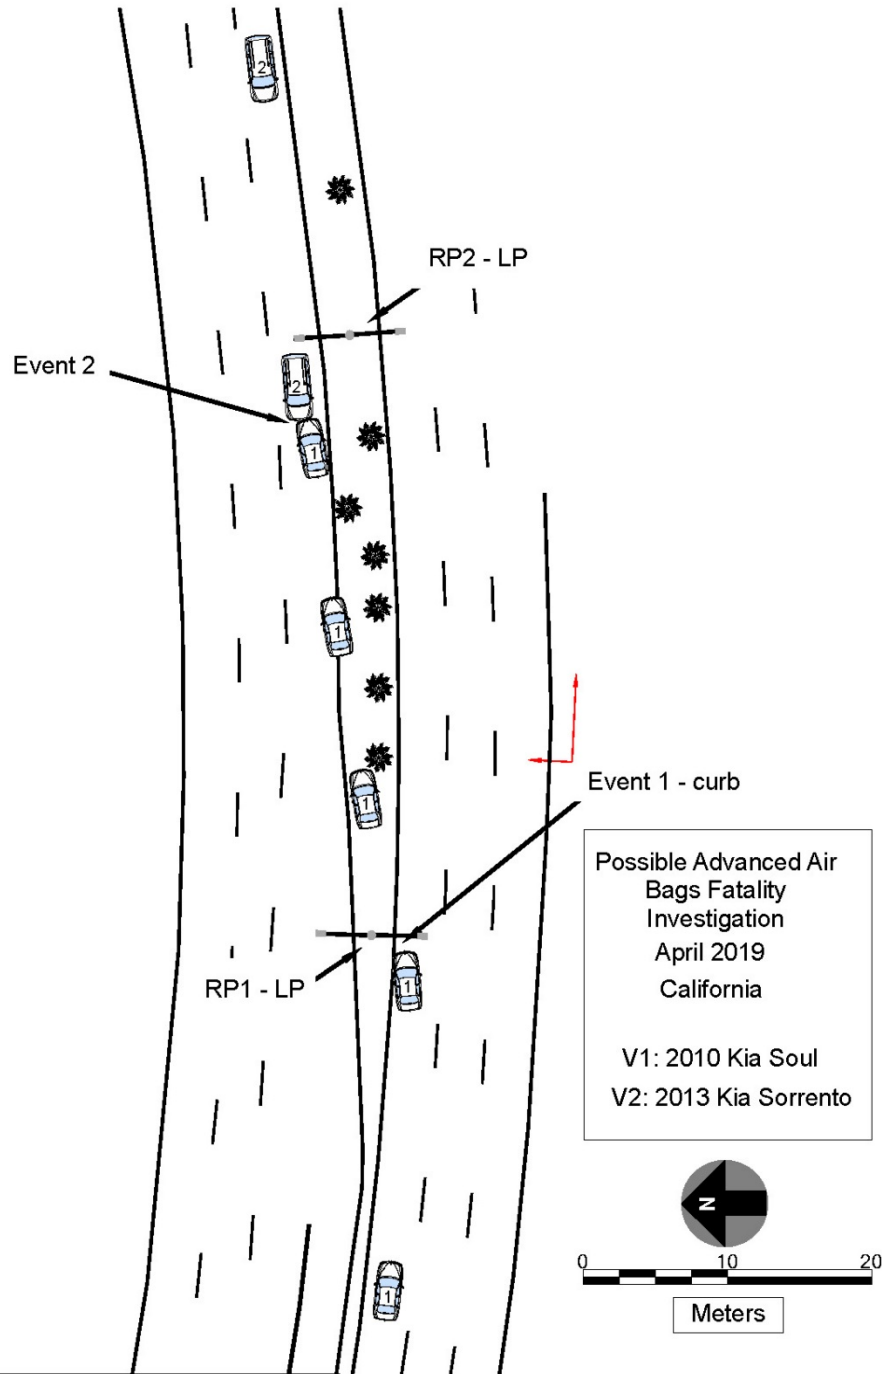 2
RP2 - LP
Event 2
2
1
1
1
Event 1 - curb
RP1 - LP
1
Possible Advanced Air
Bags Fatality
Investigation
April 2019
California
V1: 2010 Kia Soul
V2: 2013 Kia Sorrento
N
0 10 20
Meters
1